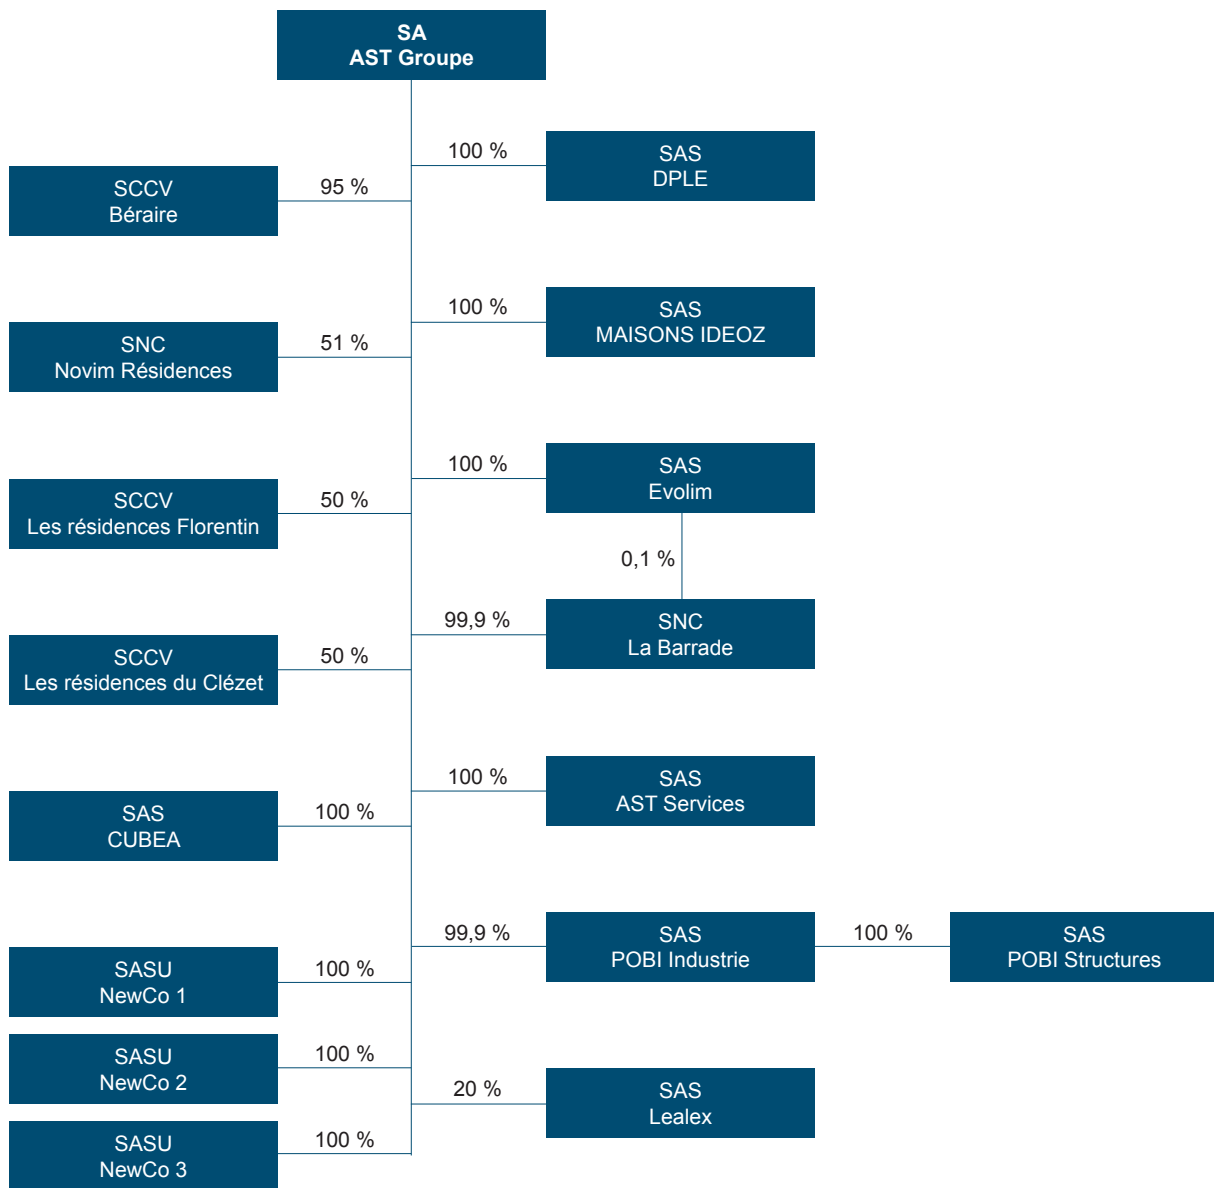 SA
AST Groupe
100 %
SAS
DPLE
SCCV
Béraire
95 %
100 %
SAS
MAISONS IDEOZ
SNC
Novim Résidences
51 %
100 %
SAS
Evolim
SCCV
Les résidences Florentin
50 %
0,1 %
99,9 %
SNC
La Barrade
SCCV
Les résidences du Clézet
50 %
100 %
SAS
AST Services
SAS
CUBEA
100 %
99,9 %
SAS
POBI Industrie
100 %
SAS
POBI Structures
SASU
NewCo 1
100 %
SASU
NewCo 2
100 %
20 %
SAS
Lealex
SASU
NewCo 3
100 %